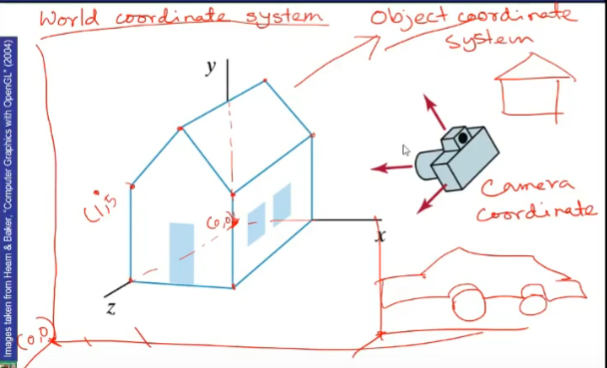 World coordinate system
Object coordinate
system
y
(1,5
(0,0)
Camera
coordinate
x
z
(0,0)
Images taken from Hearn & Baker, "Computer Graphics with OpenGL" (2004)